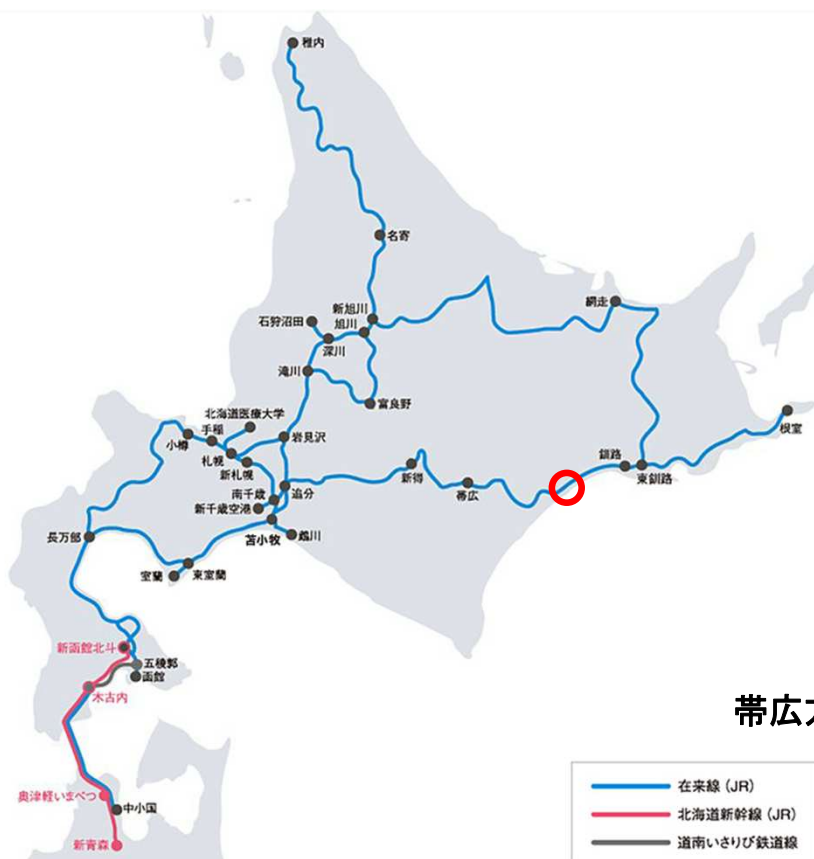 稚内
名寄
新旭川
旭川
石狩沼田
深川
網走
滝川
富良野
北海道医療大学
手稲
小樽
岩見沢
札幌
新札幌
根室
釧路
東釧路
新得
帯広
追分
南千歳
新千歳空港
苫小牧
鵡川
長万部
室蘭
東室蘭
新函館北斗
五稜郭
函館
木古内
帯広
奥津軽いまべつ
中小国
新青森
在来線 (JR)
北海道新幹線 (JR)
道南いさりび鉄道線